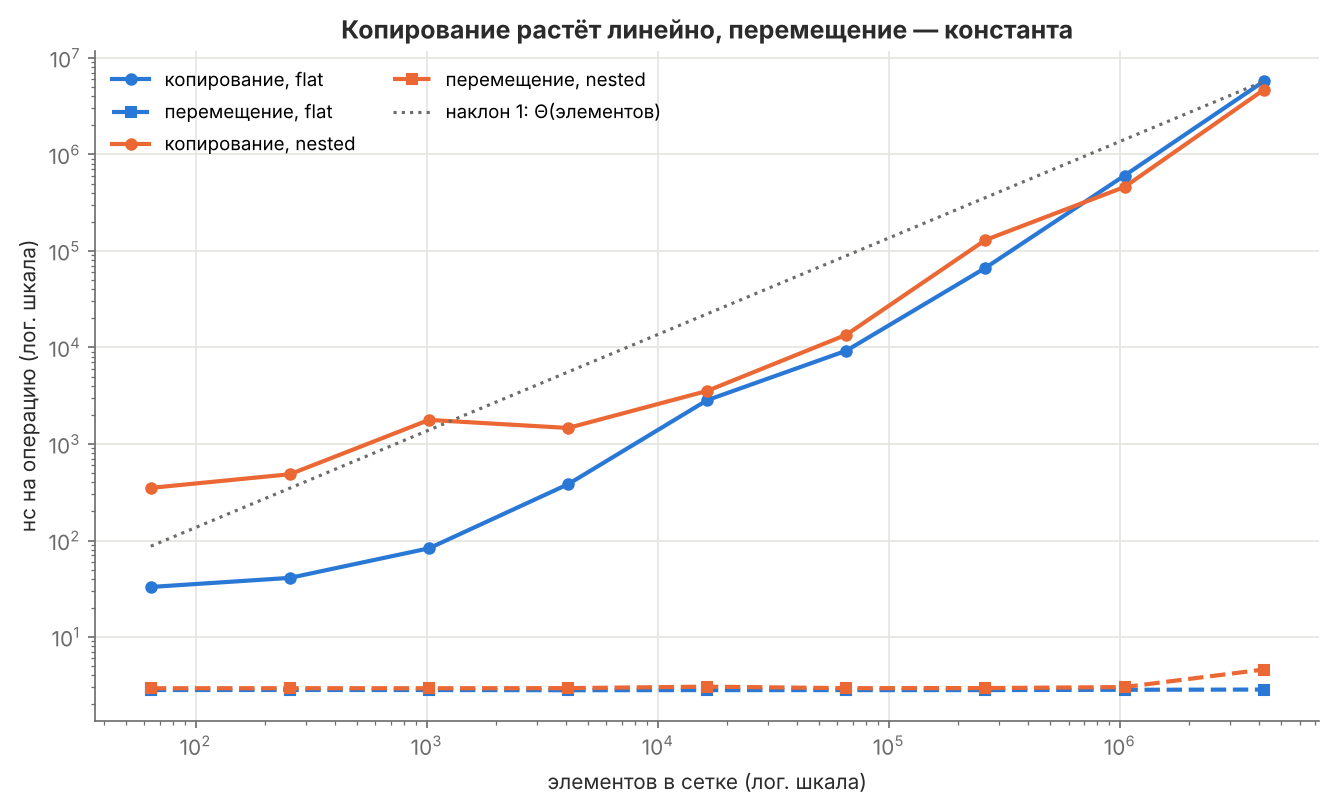 Копирование растёт линейно, перемещение — константа
копирование, flat
перемещение, flat
копирование, nested
перемещение, nested
наклон 1: Θ(элементов)
нс на операцию (лог. шкала)
10⁷
10⁶
10⁵
10⁴
10³
10²
10¹
10²
10³
10⁴
10⁵
10⁶
элементов в сетке (лог. шкала)